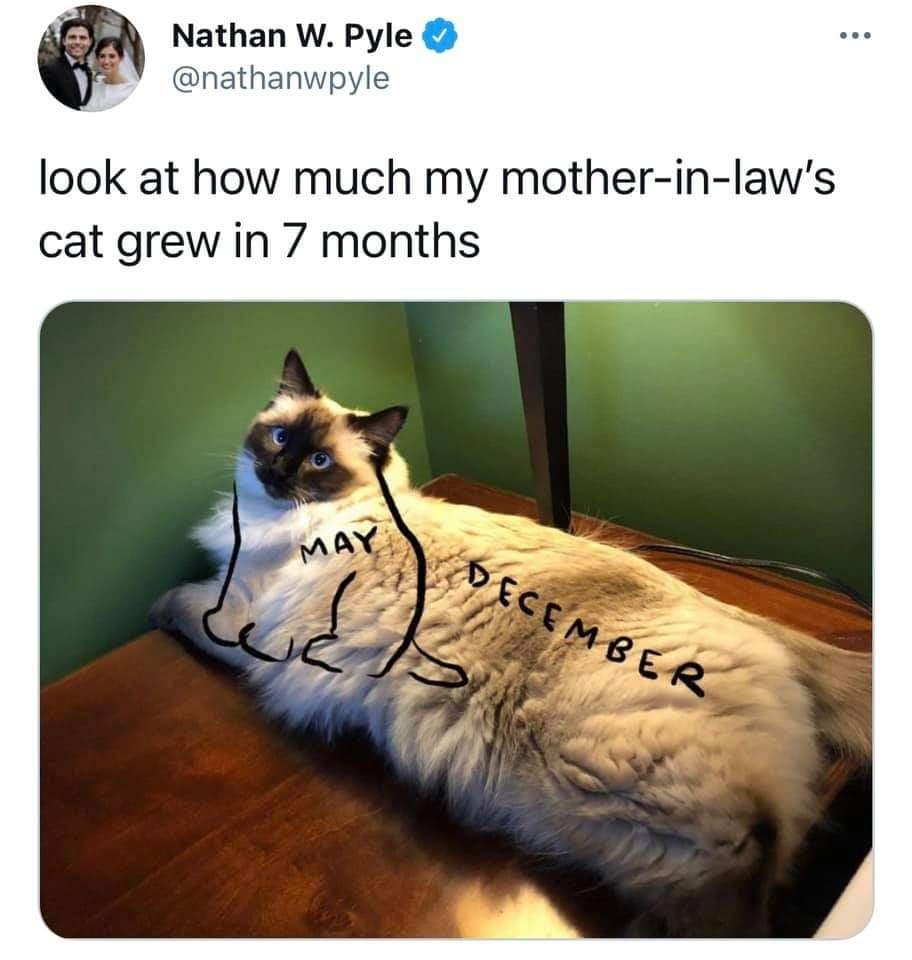 Nathan W. Pyle
@nathanwpyle
look at how much my mother-in-law’s
cat grew in 7 months
MAY
DECEMBER